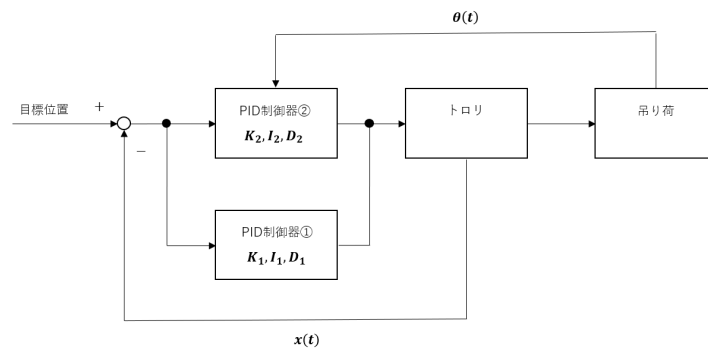 θ(t)
目標位置
+
PID制御器②
K₂, I₂, D₂
トロリ
吊り荷
−
PID制御器①
K₁, I₁, D₁
x(t)